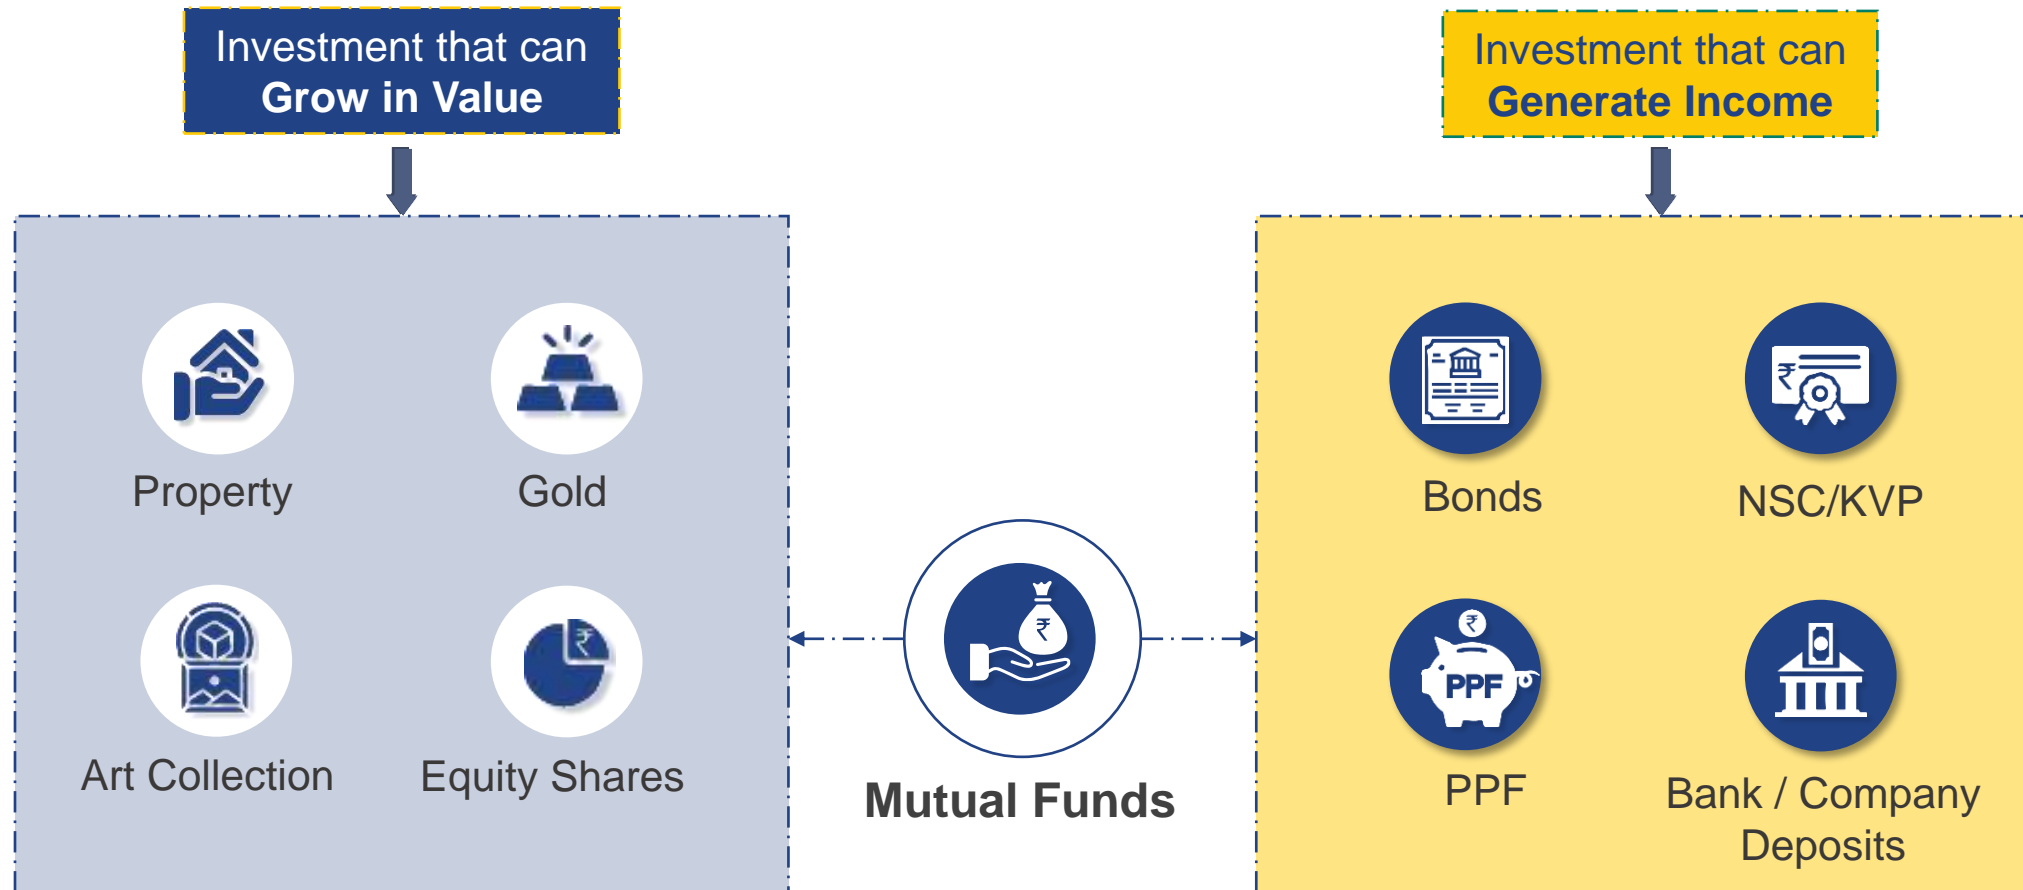 Investment that can
Grow in Value
Investment that can
Generate Income
Property
Gold
Art Collection
₹
Equity Shares
₹
Mutual Funds
Bonds
₹
NSC/KVP
₹
PPF
PPF
Bank / Company
Deposits